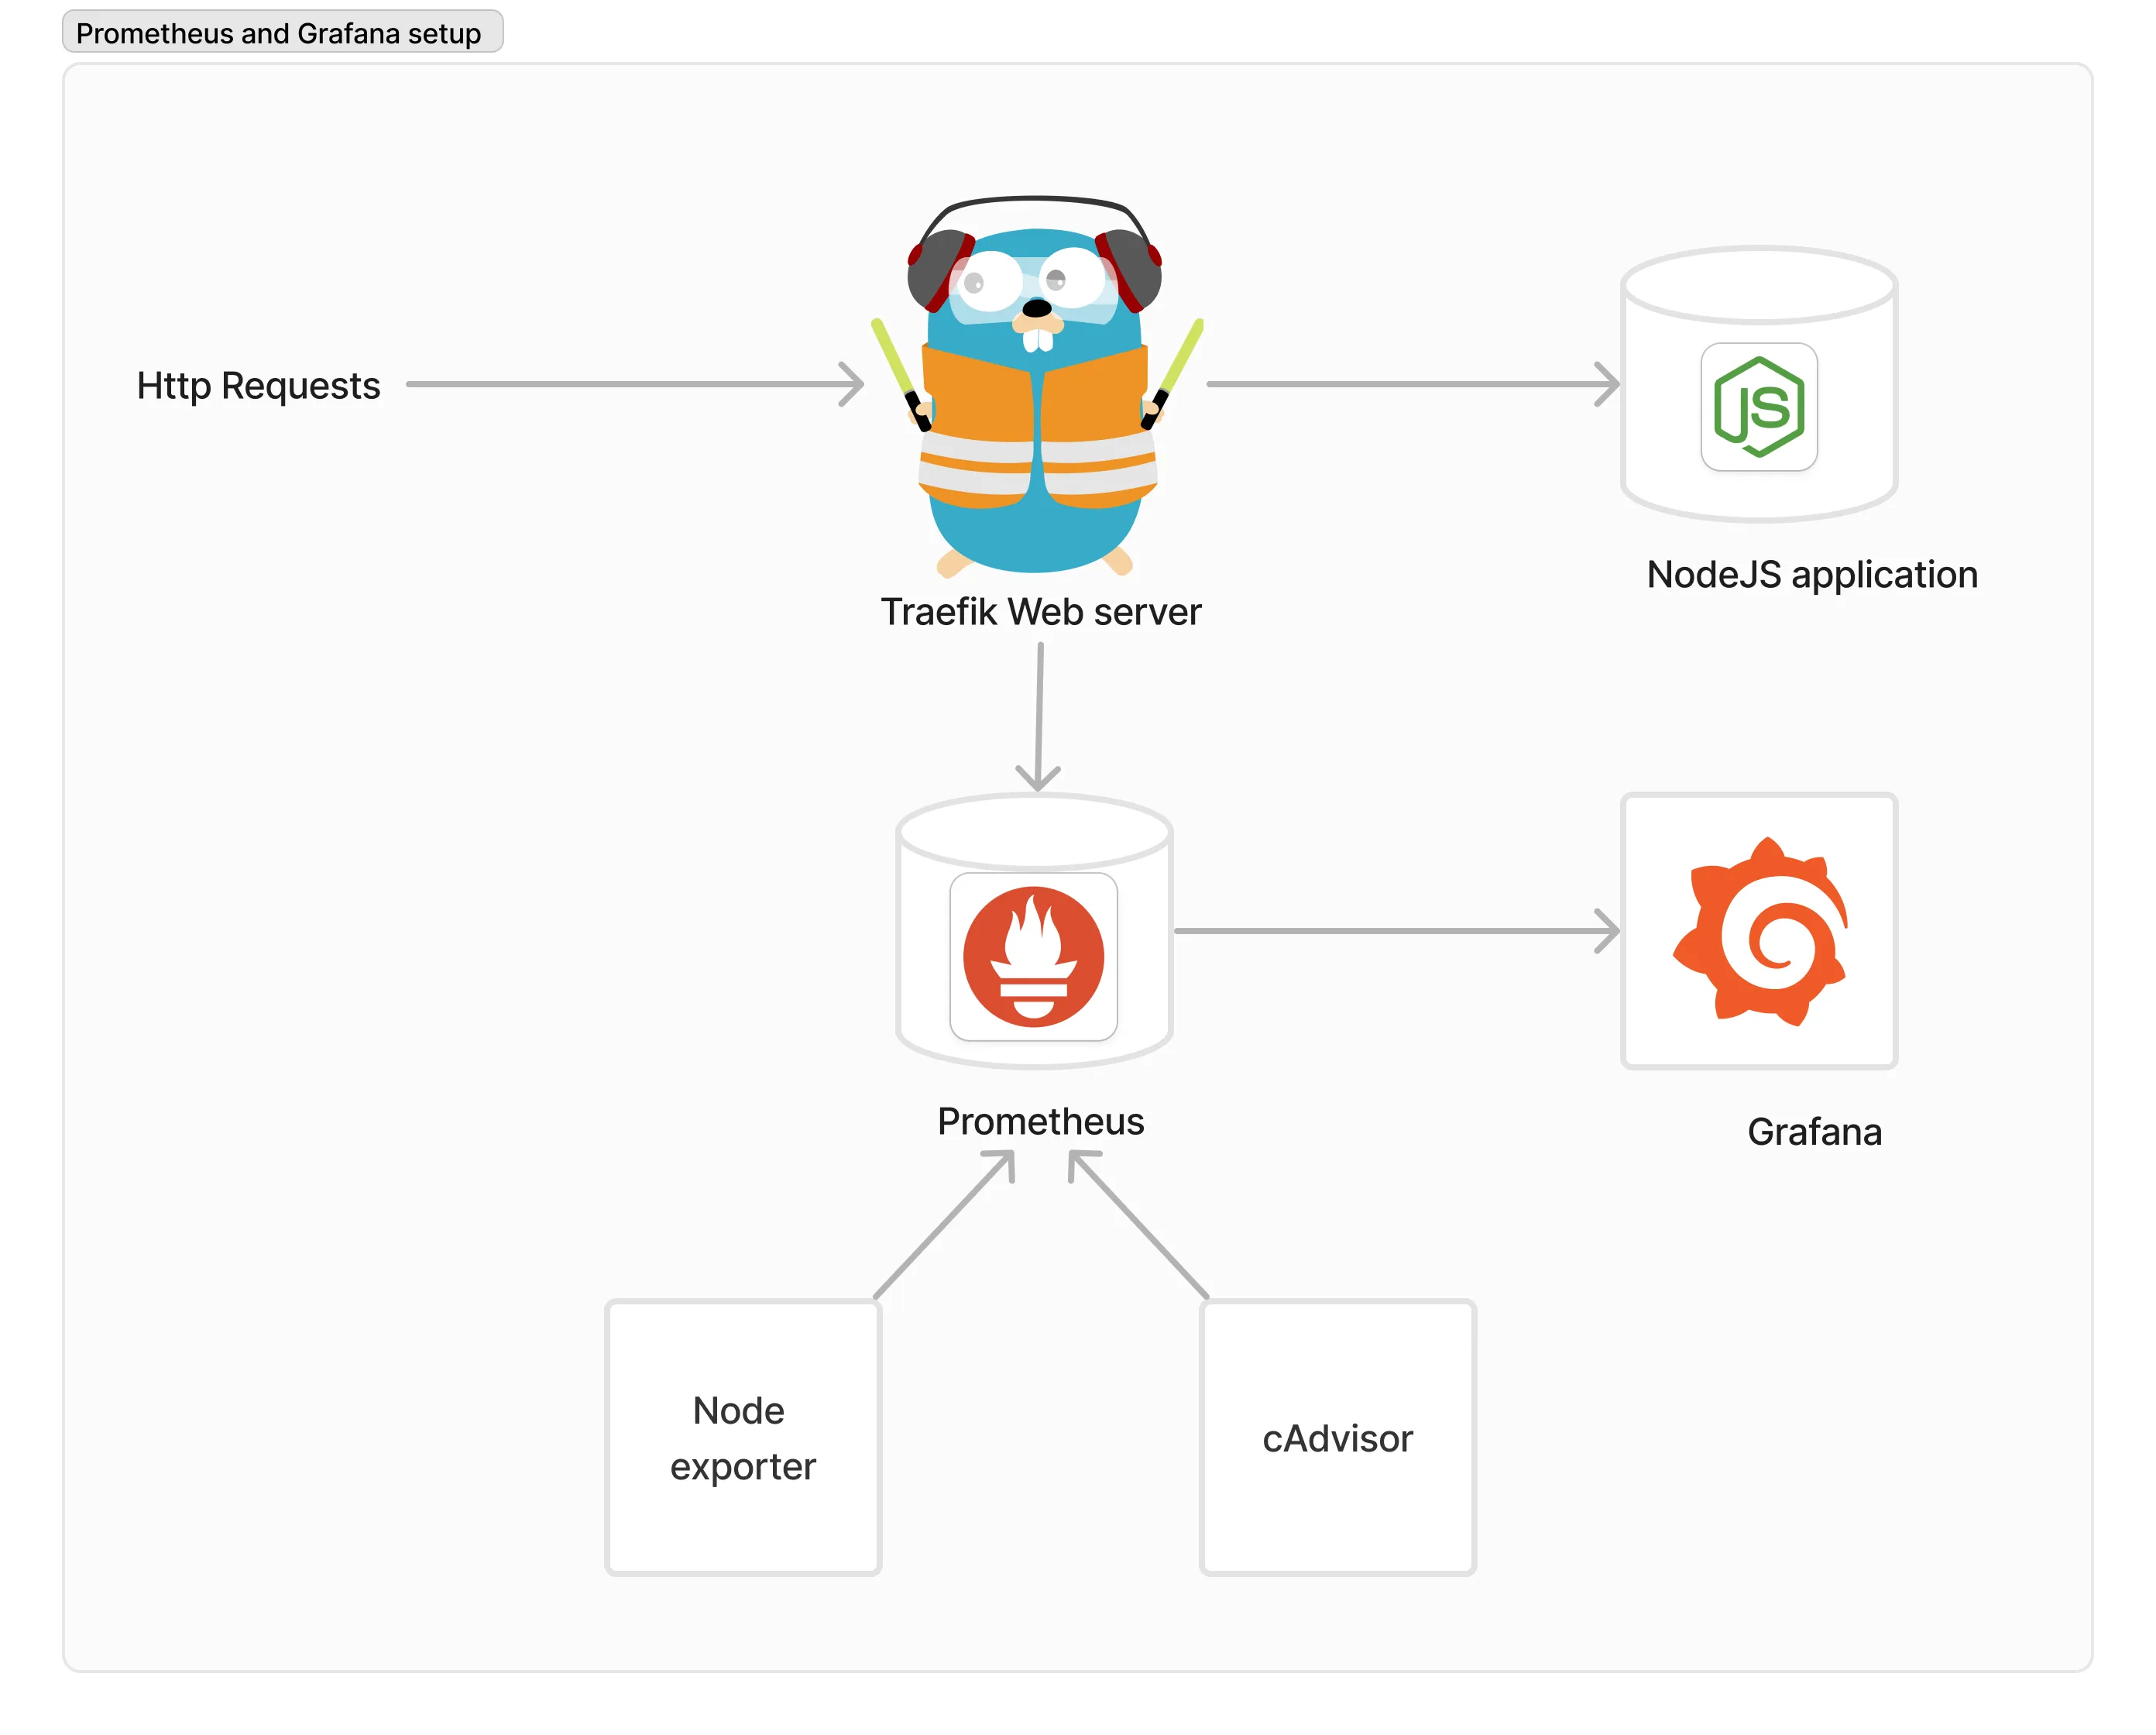 Prometheus and Grafana setup
Http Requests
Traefik Web server
JS
NodeJS application
Prometheus
Grafana
Node
exporter
cAdvisor